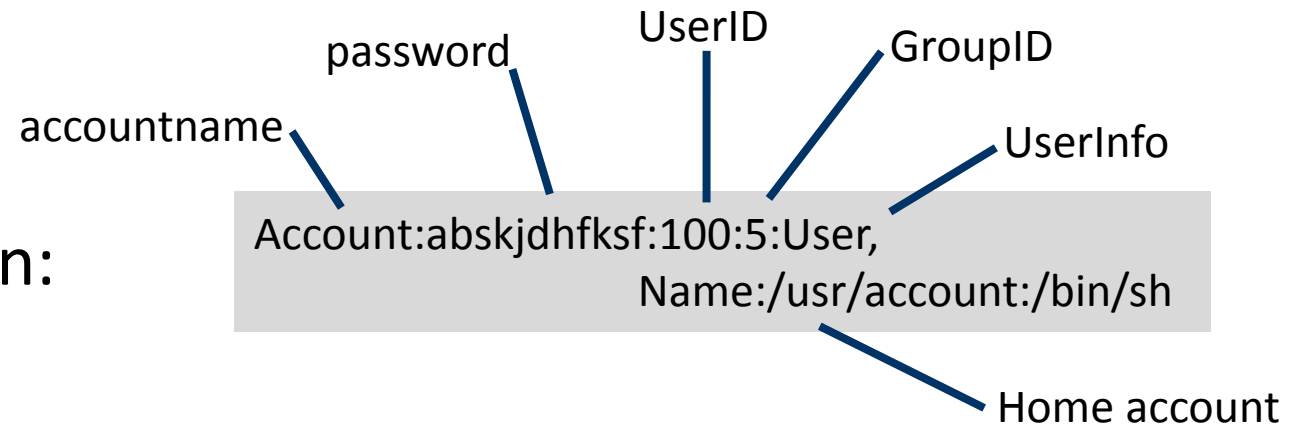 UserID
password
GroupID
accountname
UserInfo
Account:abskjdhfksf:100:5:User,
n:
Name:/usr/account:/bin/sh
Home account